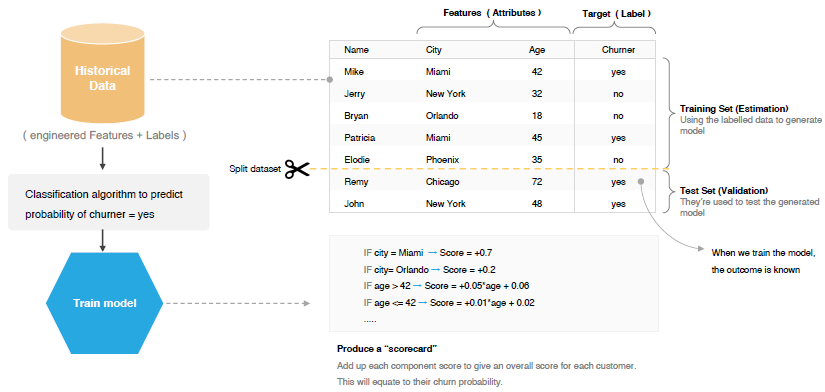 Features ( Attributes )
Target ( Label )
Historical
Data
( engineered Features + Labels )
Name City Age Churner
Mike Miami 42 yes
Jerry New York 32 no
Bryan Orlando 18 no
Patricia Miami 45 yes
Elodie Phoenix 35 no
Remy Chicago 72 yes
John New York 48 yes
Split dataset
Training Set (Estimation)
Using the labelled data to generate
model
Test Set (Validation)
They're used to test the generated
model
When we train the model,
the outcome is known
Classification algorithm to predict
probability of churner = yes
Train model
IF city = Miami → Score = +0.7
IF city= Orlando → Score = +0.2
IF age > 42 → Score = +0.05*age + 0.06
IF age <= 42 → Score = +0.01*age + 0.02
.....
Produce a “scorecard”
Add up each component score to give an overall score for each customer.
This will equate to their churn probability.